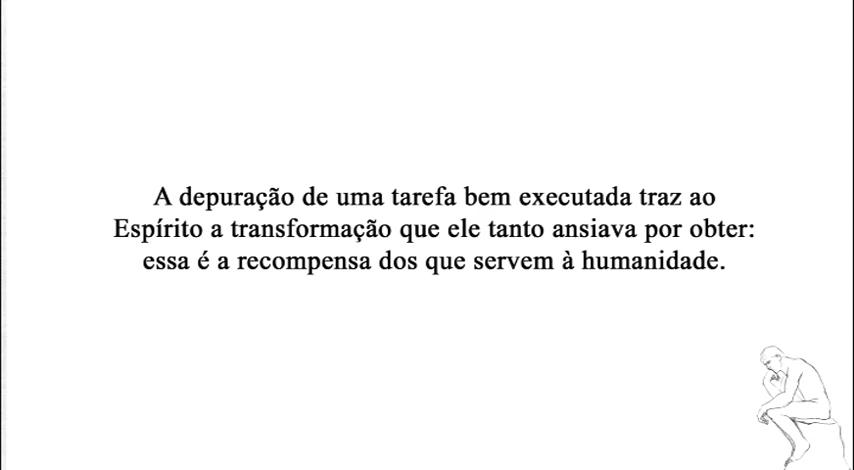 A depuração de uma tarefa bem executada traz ao
Espírito a transformação que ele tanto ansiava por obter:
essa é a recompensa dos que servem à humanidade.